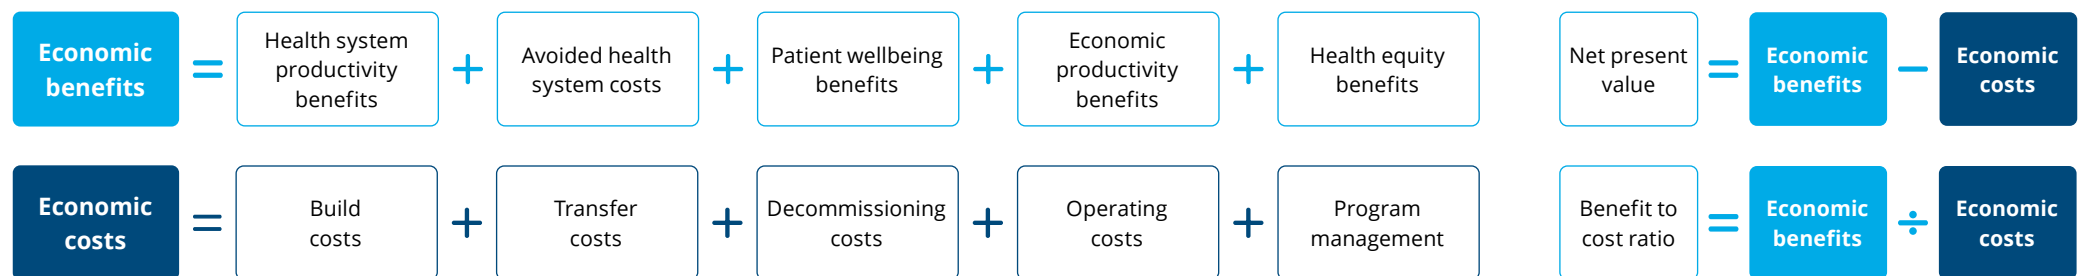 Economic
benefits
=
Health system
productivity
benefits
+
Avoided health
system costs
+
Patient wellbeing
benefits
+
Economic
productivity
benefits
+
Health equity
benefits
Net present
value
=
Economic
benefits
−
Economic
costs
Economic
costs
=
Build
costs
+
Transfer
costs
+
Decommissioning
costs
+
Operating
costs
+
Program
management
Benefit to
cost ratio
=
Economic
benefits
÷
Economic
costs